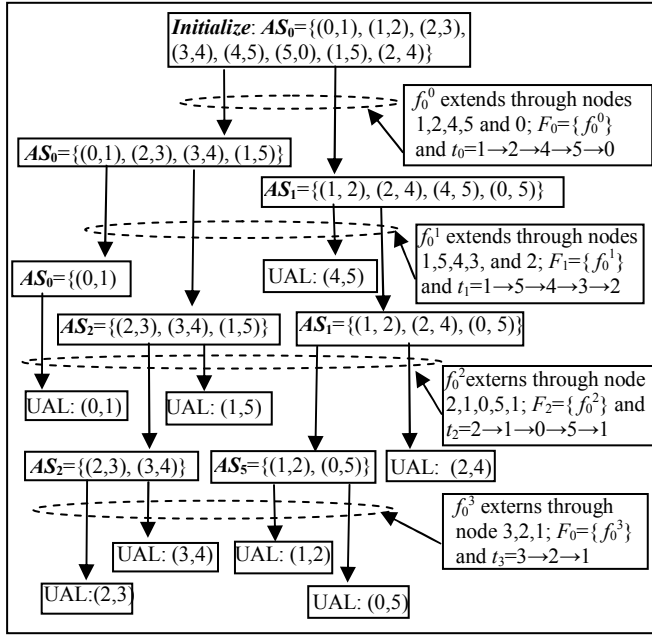 Initialize: AS0={(0,1), (1,2), (2,3),
(3,4), (4,5), (5,0), (1,5), (2, 4)}
f0^0 extends through nodes
1,2,4,5 and 0; F0={f0^0}
and t0=1→2→4→5→0
AS0={(0,1), (2,3), (3,4), (1,5)}
AS1={(1, 2), (2, 4), (4, 5), (0, 5)}
f0^1 extends through nodes
1,5,4,3, and 2; F1={f0^1}
and t1=1→5→4→3→2
AS0={(0,1)
UAL: (4,5)
AS2={(2,3), (3,4), (1,5)}
AS1={(1, 2), (2, 4), (0, 5)}
f0^2 externs through node
2,1,0,5,1; F2={f0^2} and
t2=2→1→0→5→1
UAL: (0,1)
UAL: (1,5)
AS2={(2,3), (3,4)}
AS5={(1,2), (0,5)}
UAL: (2,4)
f0^3 externs through
node 3,2,1; F0={f0^3}
and t3=3→2→1
UAL: (3,4)
UAL: (1,2)
UAL:(2,3)
UAL: (0,5)